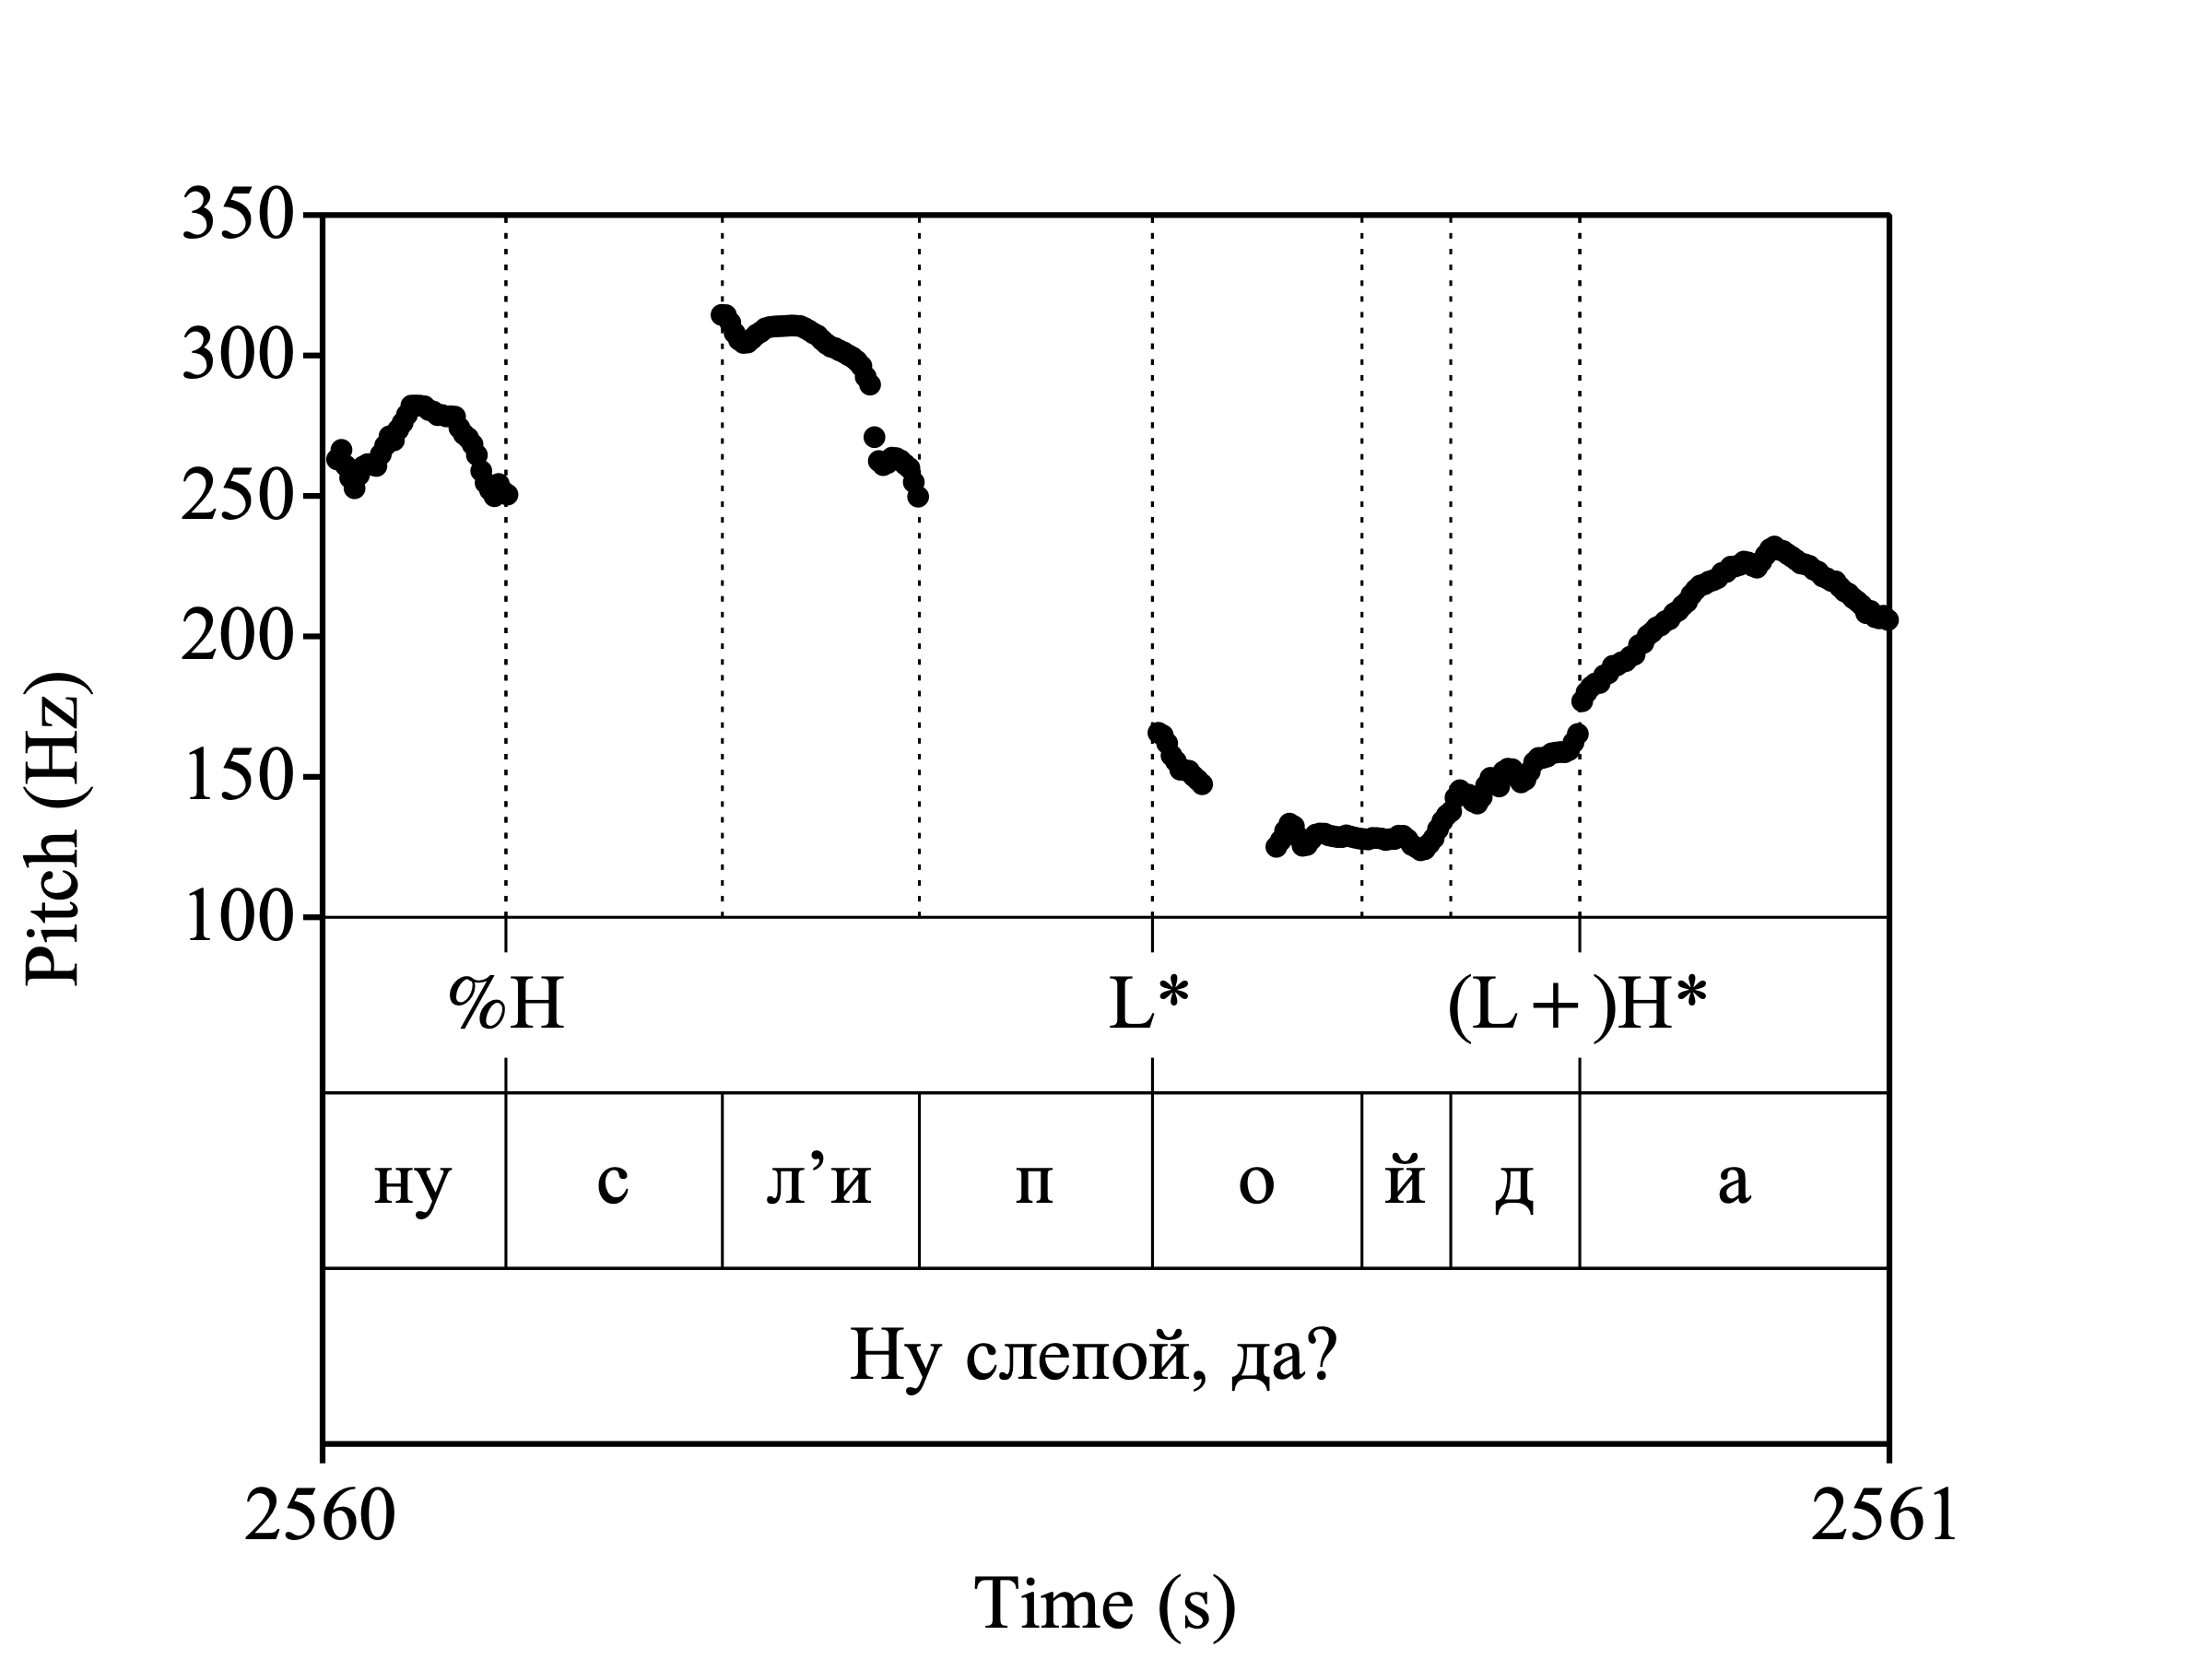 350
300
250
200
150
100
Pitch (Hz)
%H L* (L+)H*
ну с л’и п о й д а
Ну слепой, да?
2560 2561
Time (s)